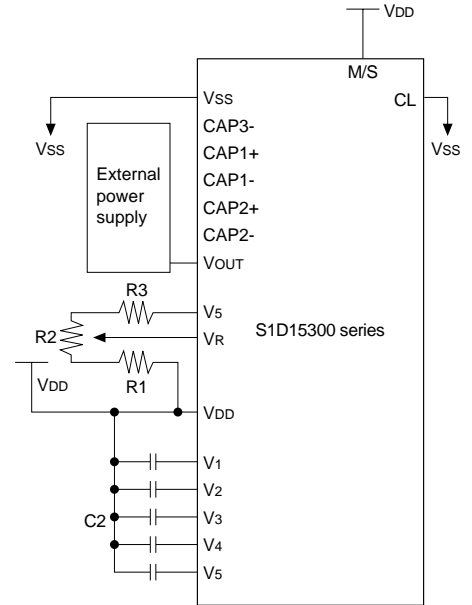 VDD
M/S
VSS
CL
CAP3-
VSS
VSS
CAP1+
External
power
supply
CAP1-
CAP2+
CAP2-
VOUT
R3
V5
R2
VR
S1D15300 series
R1
VDD
VDD
V1
V2
C2
V3
V4
V5